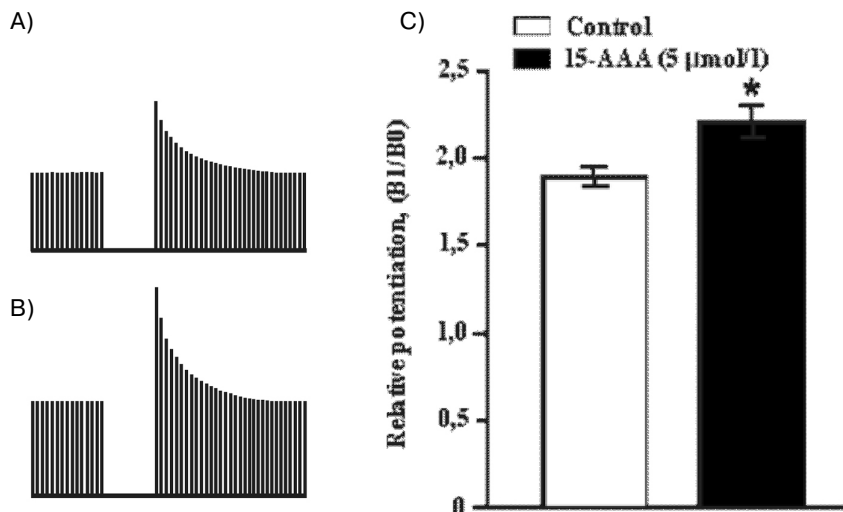 A)
B)
C)
Control
15-AAA (5 µmol/l)
*
Relative potentiation, (B1/B0)
2,5
2,0
1,5
1,0
0,5
0